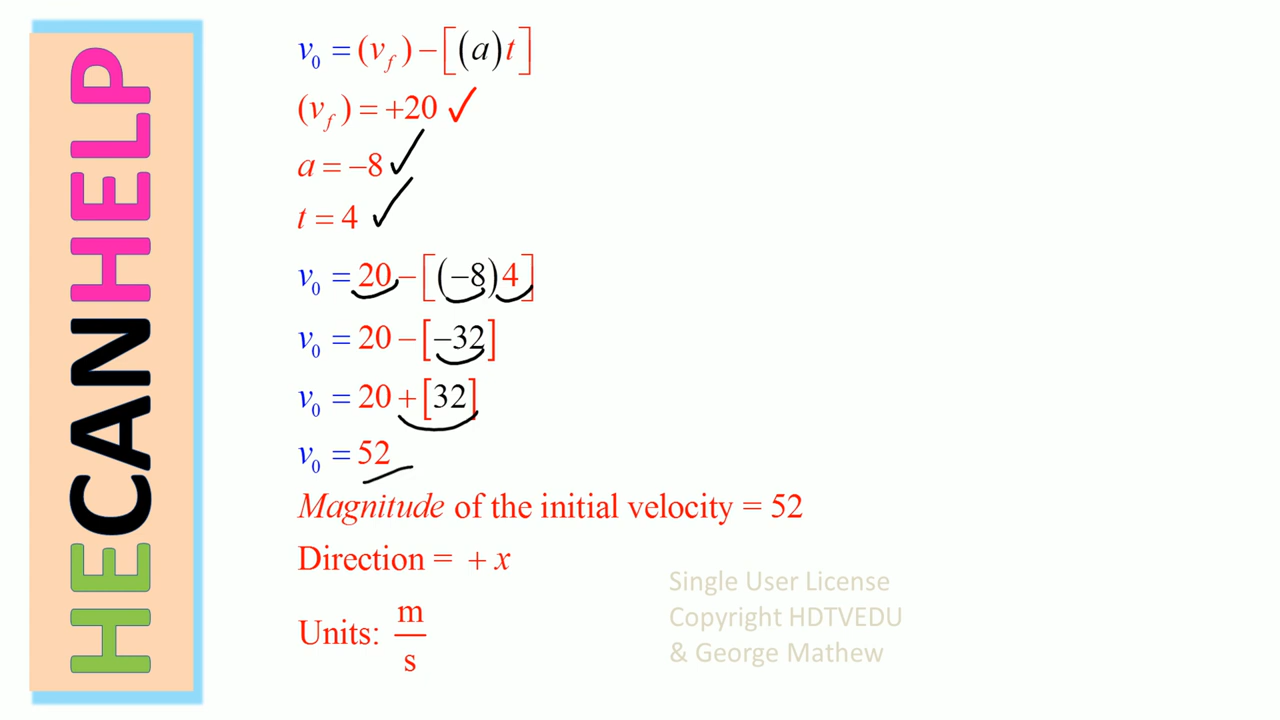 HECANHELP
v₀ = (v_f) − [(a)t]
(v_f) = +20 ✓
a = −8 ✓
t = 4 ✓
v₀ = 20 − [(−8)4]
v₀ = 20 − [−32]
v₀ = 20 + [32]
v₀ = 52
Magnitude of the initial velocity = 52
Direction = + x
Units: m/s
Single User License
Copyright HDTVEDU
& George Mathew